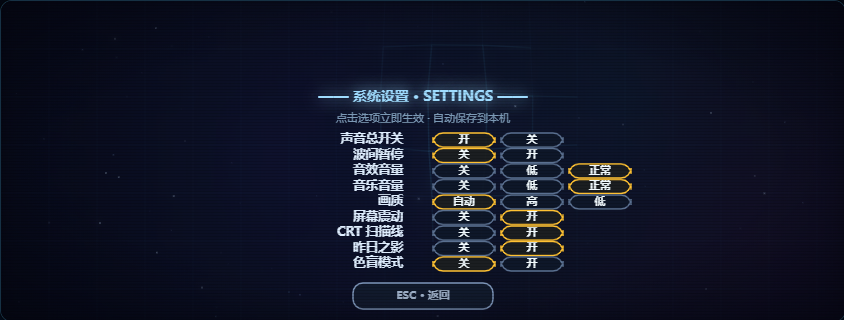 系统设置 • SETTINGS
点击选项立即生效 · 自动保存到本机
声音总开关 开 关
波间暂停 关 开
音效音量 关 低 正常
音乐音量 关 低 正常
画质 自动 高 低
屏幕震动 关 开
CRT 扫描线 关 开
昨日之影 关 开
色盲模式 关 开
ESC • 返回